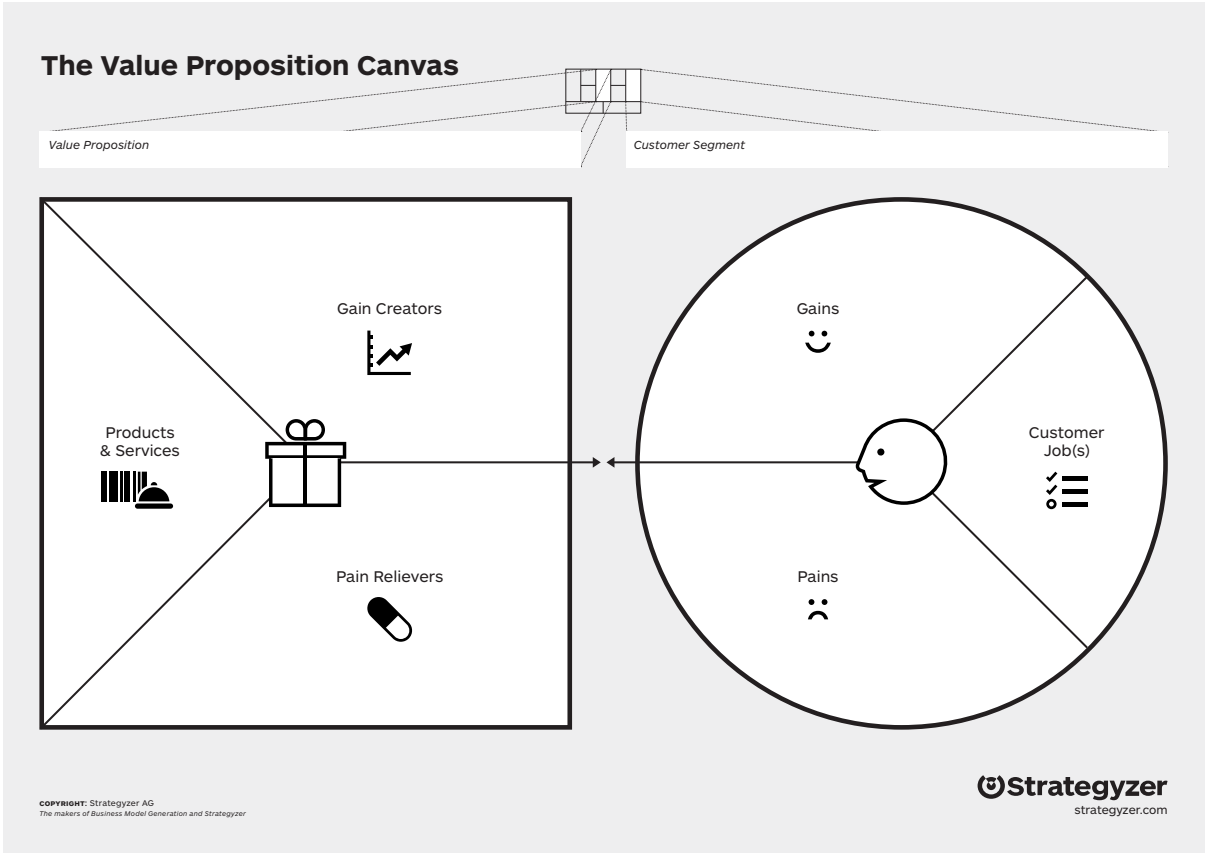 The Value Proposition Canvas
Value Proposition
Customer Segment
Gain Creators
Gains
Products
& Services
Customer
Job(s)
Pain Relievers
Pains
COPYRIGHT: Strategyzer AG
The makers of Business Model Generation and Strategyzer
Strategyzer
strategyzer.com